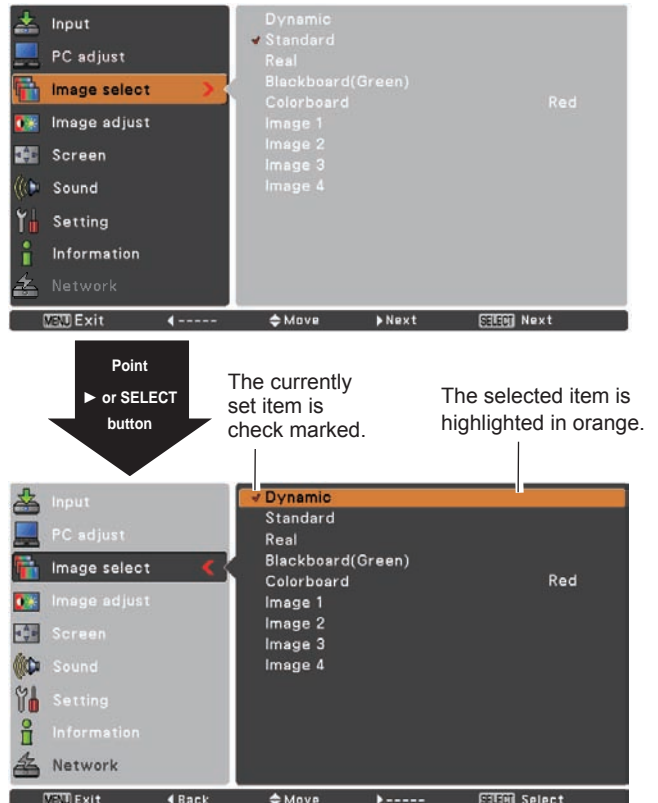 Input
PC adjust
Image select
Image adjust
Screen
Sound
Setting
Information
Network
Dynamic
Standard
Real
Blackboard(Green)
Colorboard Red
Image 1
Image 2
Image 3
Image 4
MENU Exit ◄----- Move ►Next SELECT Next
Point
► or SELECT
button
The currently
set item is
check marked.
The selected item is
highlighted in orange.
Input
PC adjust
Image select
Image adjust
Screen
Sound
Setting
Information
Network
Dynamic
Standard
Real
Blackboard(Green)
Colorboard Red
Image 1
Image 2
Image 3
Image 4
MENU Exit ◄Back Move ►----- SELECT Select